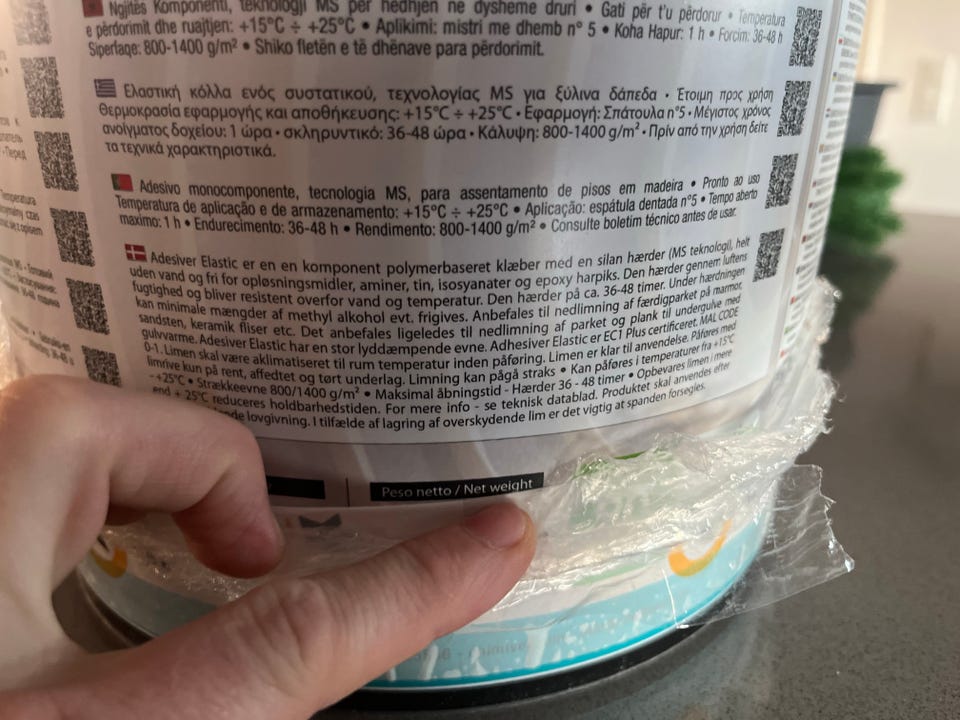 Ngjitës Komponenti, teknologji MS për ndhënjen ne dysheme druri • Gati për t'u përdorur • Temperatura
e përdorimit dhe ruajtjen: +15°C ÷ +25°C • Aplikimi: mistri me dhemb n° 5 • Koha Hapur: 1 h • Forcim: 36-48 h
Siperfaqe: 800-1400 g/m² • Shiko fletën e të dhënave para përdorimit.
Ελαστική κόλλα ενός συστατικού, τεχνολογίας MS για ξύλινα δάπεδα • Έτοιμη προς χρήση
Θερμοκρασία εφαρμογής και αποθήκευσης: +15°C ÷ +25°C • Εφαρμογή: Σπάτουλα n°5 • Μέγιστος χρόνος
ανοίγματος δοχείου: 1 ώρα • σκληρυντικό: 36-48 ώρα • Κάλυψη: 800-1400 g/m² • Πρίν από την χρήση δείτε
τα τεχνικά χαρακτηριστικά.
Adesivo monocomponente, tecnologia MS, para assentamento de pisos em madeira • Pronto ao uso
Temperatura de aplicação e de armazenamento: +15°C ÷ +25°C • Aplicação: espátula dentada n°5 • Tempo aberto
maximo: 1 h • Endurecimento: 36-48 h • Rendimento: 800-1400 g/m² • Consulte boletim técnico antes de usar.
Adesiver Elastic er en en komponent polymerbaseret klæber med en silan hærder (MS teknologi), helt
uden vand og fri for opløsningsmidler, aminer, tin, isosyanater og epoxy harpiks. Den hærder gennem luftens
fugtighed og bliver resistent overfor vand og temperatur. Den hærder på ca. 36-48 timer. Under hærdningen
kan minimale mængder af methyl alkohol evt. frigives. Anbefales til nedlimning af færdigparket på marmor,
sandsten, keramik fliser etc. Det anbefales ligeledes til nedlimning af parket og plank til undergulve med
gulvvarme. Adesiver Elastic har en stor lyddæmpende evne. Adhesiver Elastic er EC1 Plus certificeret. MAL CODE
0-1. Limen skal være aklimatiseret til rum temperatur inden påføring. Limen er klar til anvendelse. Påføres med
limrive kun på rent, affedtet og tørt underlag. Limning kan pågå straks • Kan påføres i temperaturer fra +15°C
-+25°C • Strækkeevne 800/1400 g/m² • Maksimal åbningstid - Hærder 36 - 48 timer • Opbevares limen i mere
end + 25°C reduceres holdbarhedstiden. For mere info - se teknisk datablad. Produktet skal anvendes efter
lovgivning. I tilfælde af lagring af overskydende lim er det vigtig at spanden forsegles.
Peso netto / Net weight